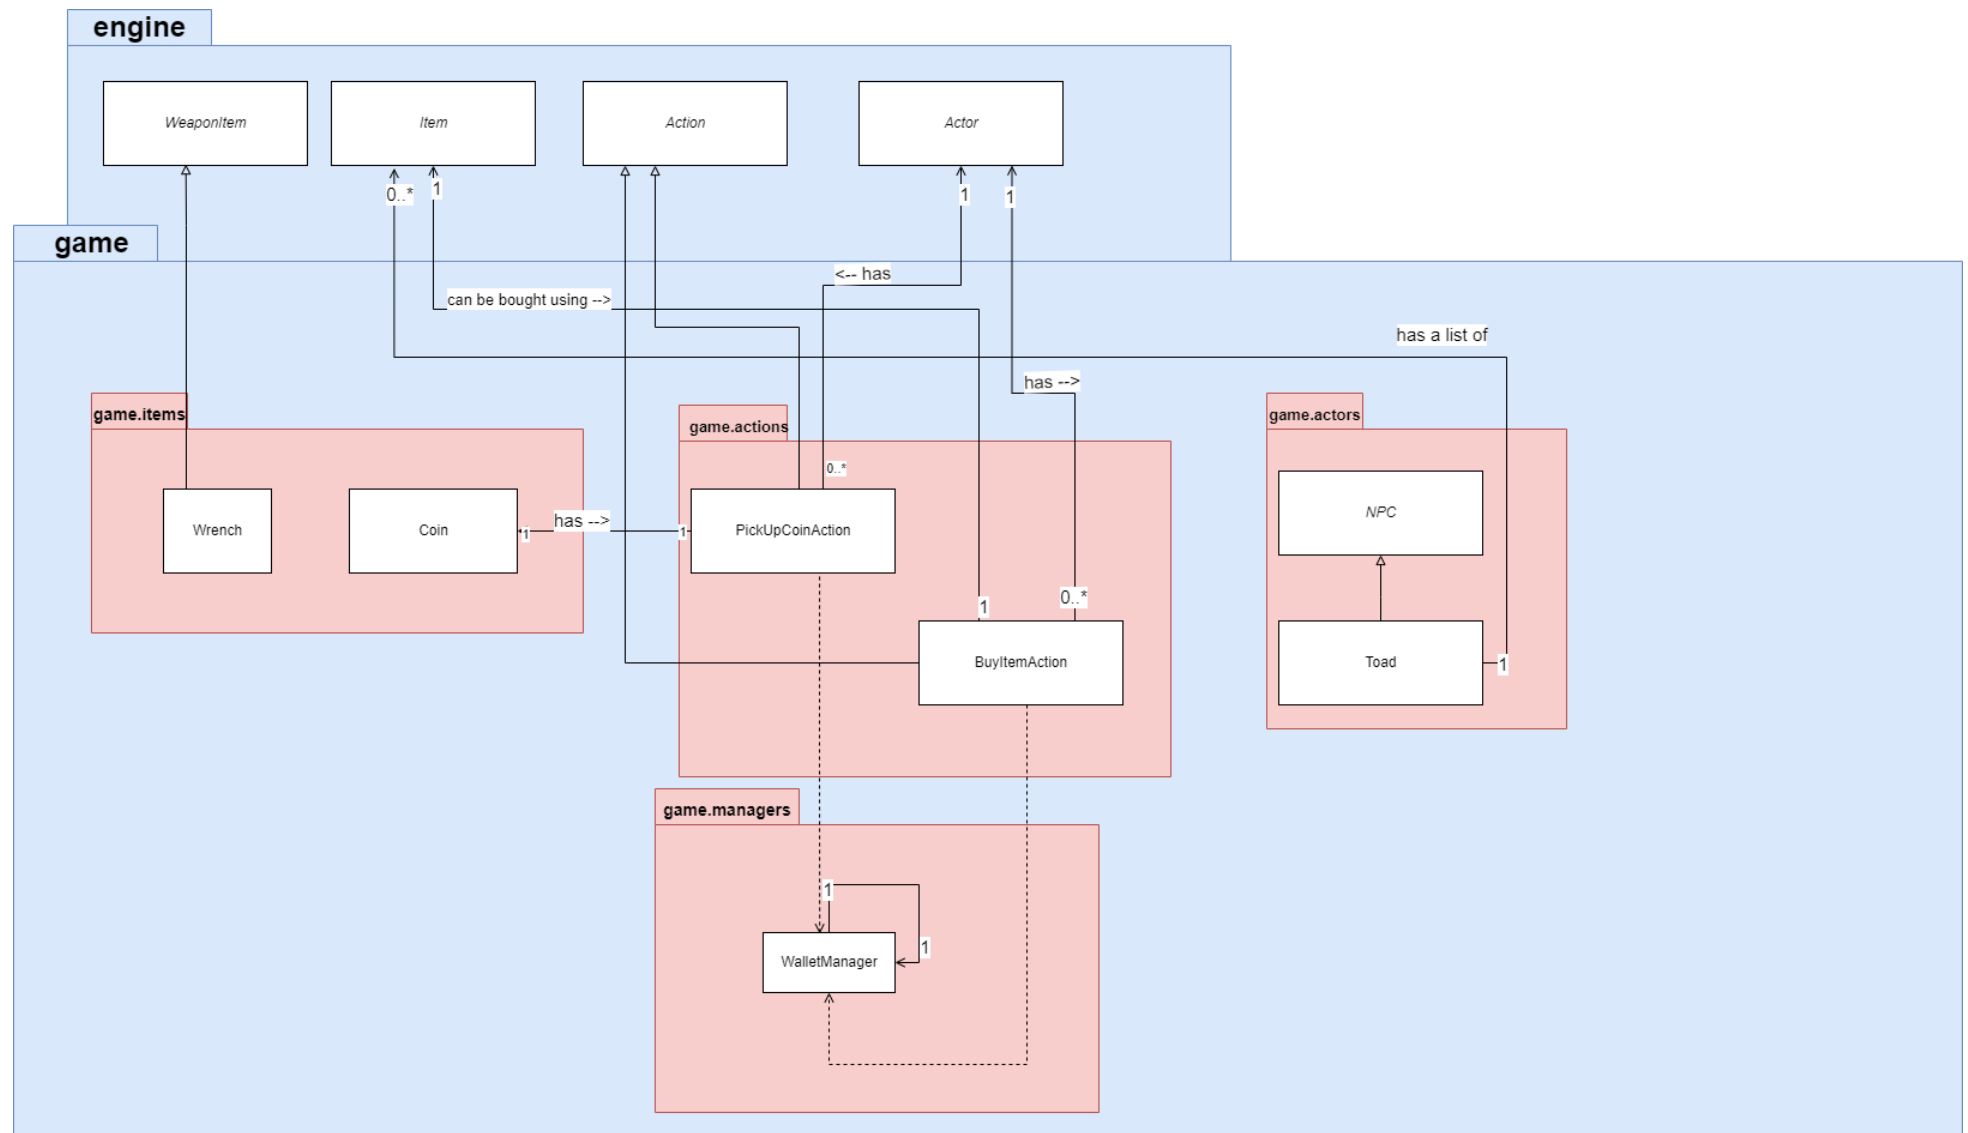 engine
WeaponItem
Item
Action
Actor
0..*
1
1
1
game
<-- has
can be bought using -->
has a list of
has -->
game.items
game.actions
game.actors
0..*
NPC
Wrench
Coin
1
has -->
1
PickUpCoinAction
1
0..*
BuyItemAction
Toad
1
game.managers
1
1
WalletManager